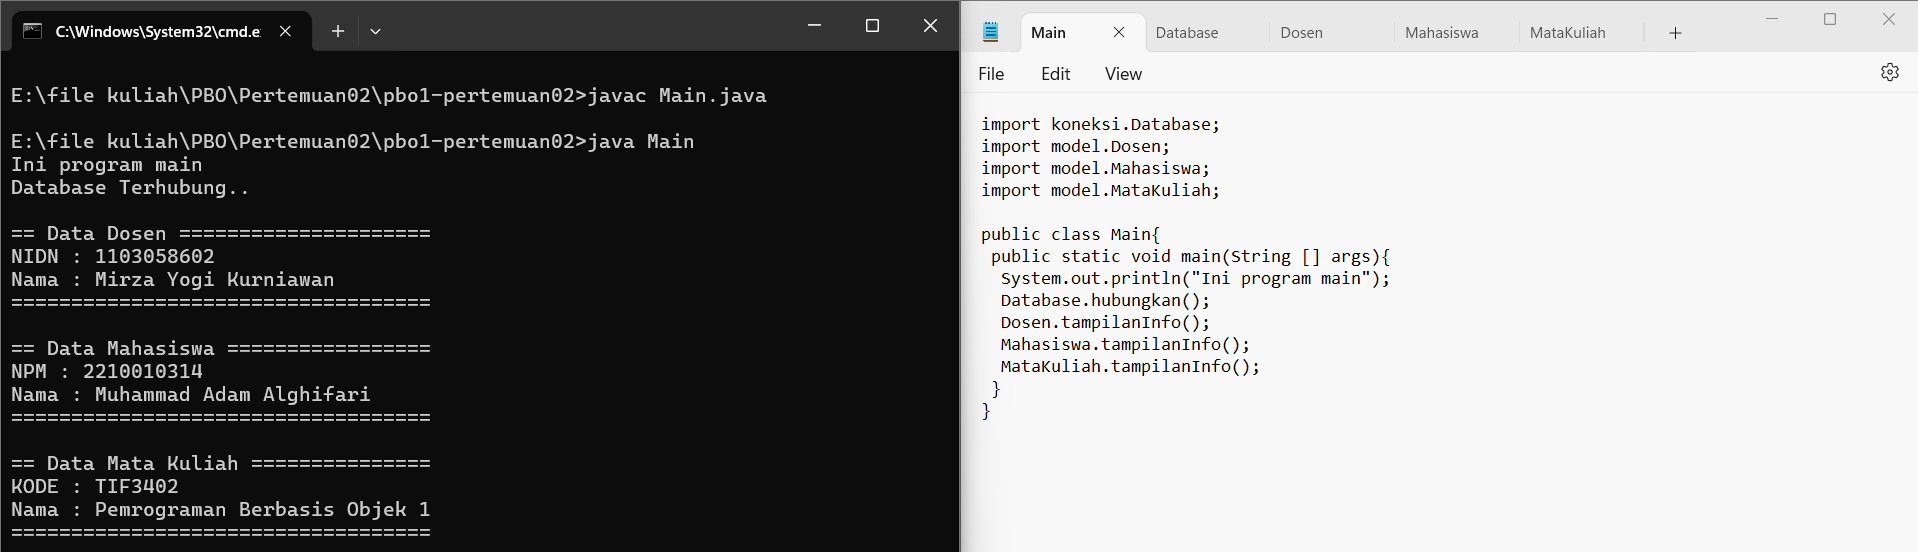 C:\Windows\System32\cmd.e
E:\file kuliah\PBO\Pertemuan02\pbo1-pertemuan02>javac Main.java
E:\file kuliah\PBO\Pertemuan02\pbo1-pertemuan02>java Main
Ini program main
Database Terhubung..
== Data Dosen =====================
NIDN : 1103058602
Nama : Mirza Yogi Kurniawan
===================================
== Data Mahasiswa =================
NPM : 2210010314
Nama : Muhammad Adam Alghifari
===================================
== Data Mata Kuliah ===============
KODE : TIF3402
Nama : Pemrograman Berbasis Objek 1
===================================
Main Database Dosen Mahasiswa MataKuliah
File Edit View
import koneksi.Database;
import model.Dosen;
import model.Mahasiswa;
import model.MataKuliah;
public class Main{
public static void main(String [] args){
System.out.println("Ini program main");
Database.hubungkan();
Dosen.tampilanInfo();
Mahasiswa.tampilanInfo();
MataKuliah.tampilanInfo();
}
}